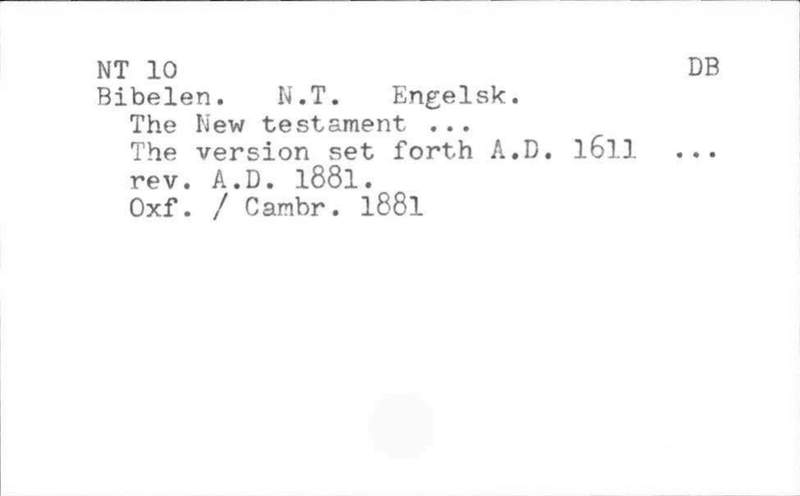 NT 10 DB
Bibelen. N.T. Engelsk.
The New testament ...
The version set forth A.D. 1611 ...
rev. A.D. 1881.
Oxf. / Cambr. 1881